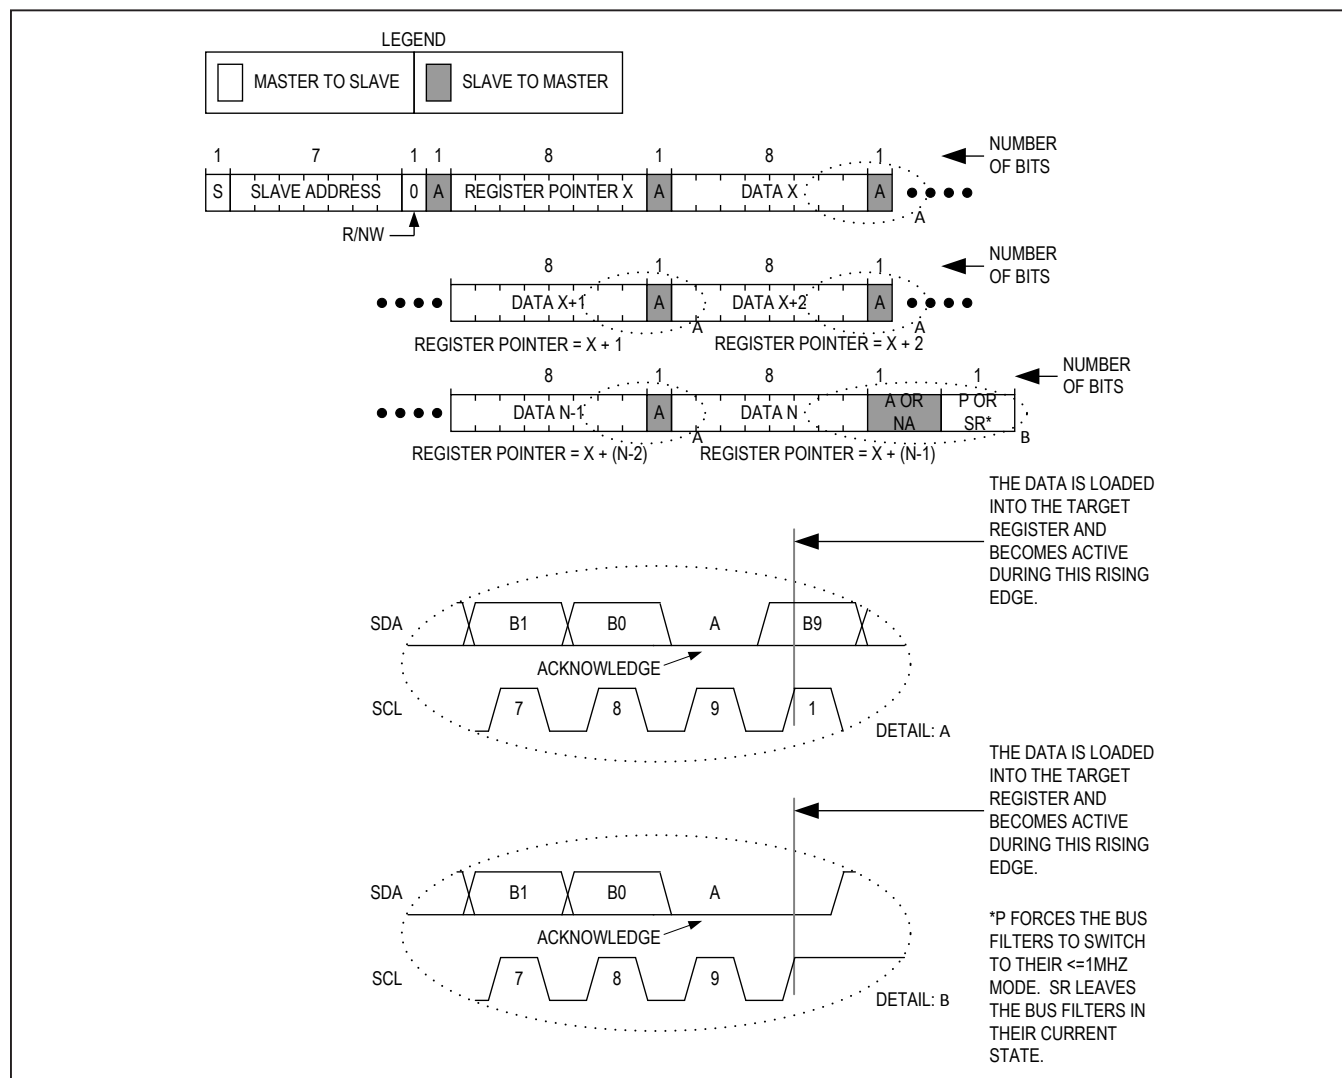 LEGEND
MASTER TO SLAVE
SLAVE TO MASTER
1 7 1 1 8 1 8 1
NUMBER
OF BITS
S SLAVE ADDRESS 0 A REGISTER POINTER X A DATA X A
A
R/NW
8 1 8 1
NUMBER
OF BITS
DATA X+1 A DATA X+2 A
A A
REGISTER POINTER = X + 1 REGISTER POINTER = X + 2
8 1 8 1 1
NUMBER
OF BITS
DATA N-1 A DATA N A OR
NA P OR
SR*
A B
REGISTER POINTER = X + (N-2) REGISTER POINTER = X + (N-1)
THE DATA IS LOADED
INTO THE TARGET
REGISTER AND
BECOMES ACTIVE
DURING THIS RISING
EDGE.
SDA B1 B0 A B9
ACKNOWLEDGE
SCL 7 8 9 1
DETAIL: A
THE DATA IS LOADED
INTO THE TARGET
REGISTER AND
BECOMES ACTIVE
DURING THIS RISING
EDGE.
SDA B1 B0 A
ACKNOWLEDGE
SCL 7 8 9
DETAIL: B
*P FORCES THE BUS
FILTERS TO SWITCH
TO THEIR <=1MHZ
MODE. SR LEAVES
THE BUS FILTERS IN
THEIR CURRENT
STATE.